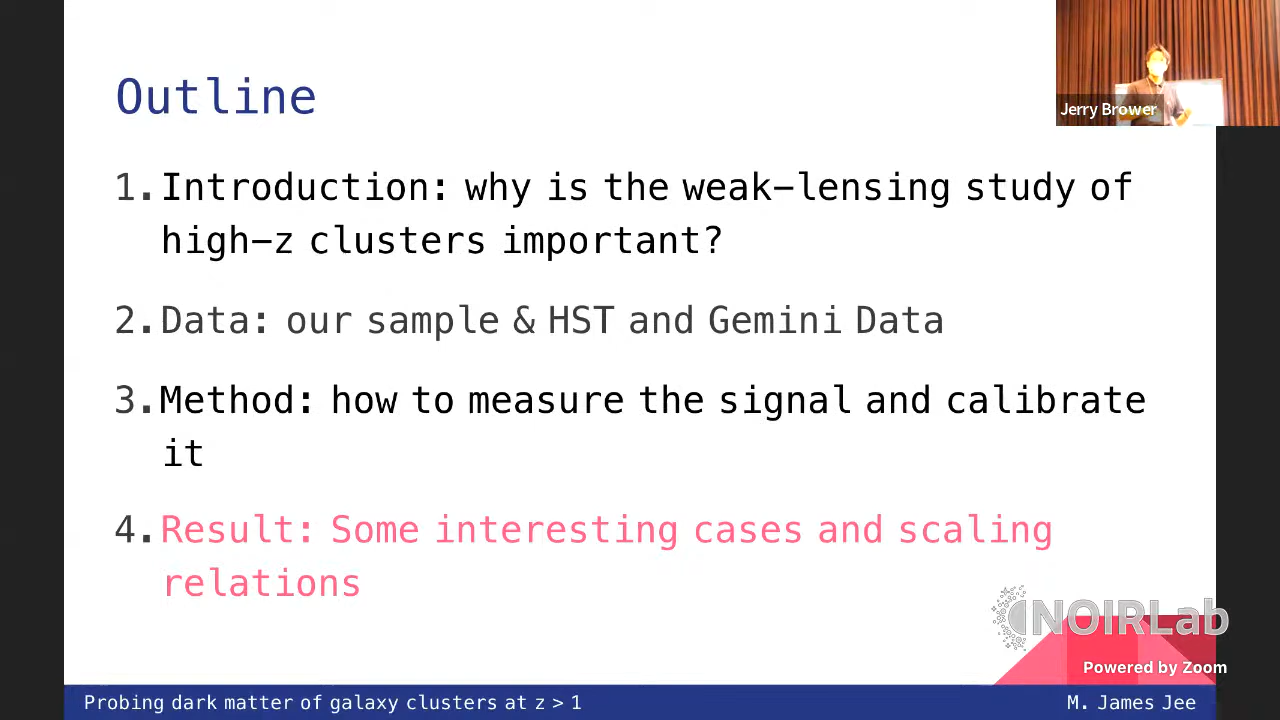 Outline
Jerry Brower
1. Introduction: why is the weak-lensing study of
high-z clusters important?
2. Data: our sample & HST and Gemini Data
3. Method: how to measure the signal and calibrate
it
4. Result: Some interesting cases and scaling
relations
NOIRLab
Powered by Zoom
Probing dark matter of galaxy clusters at z > 1
M. James Jee